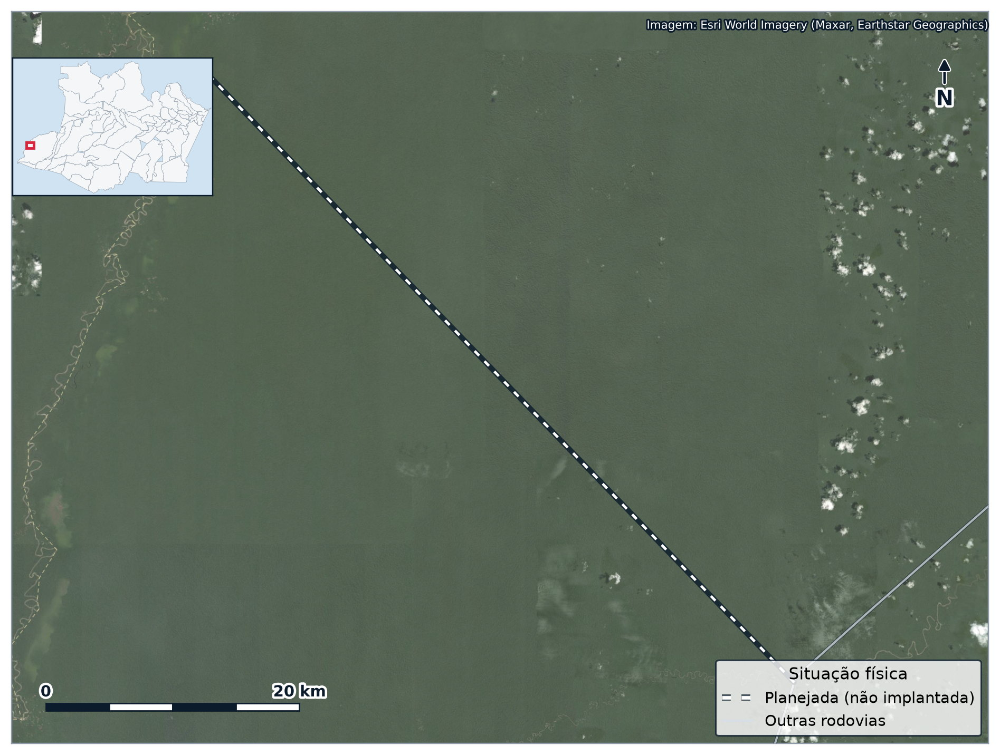 Imagem: Esri World Imagery (Maxar, Earthstar Geographics)
N
0 20 km
Situação física
Planejada (não implantada)
Outras rodovias